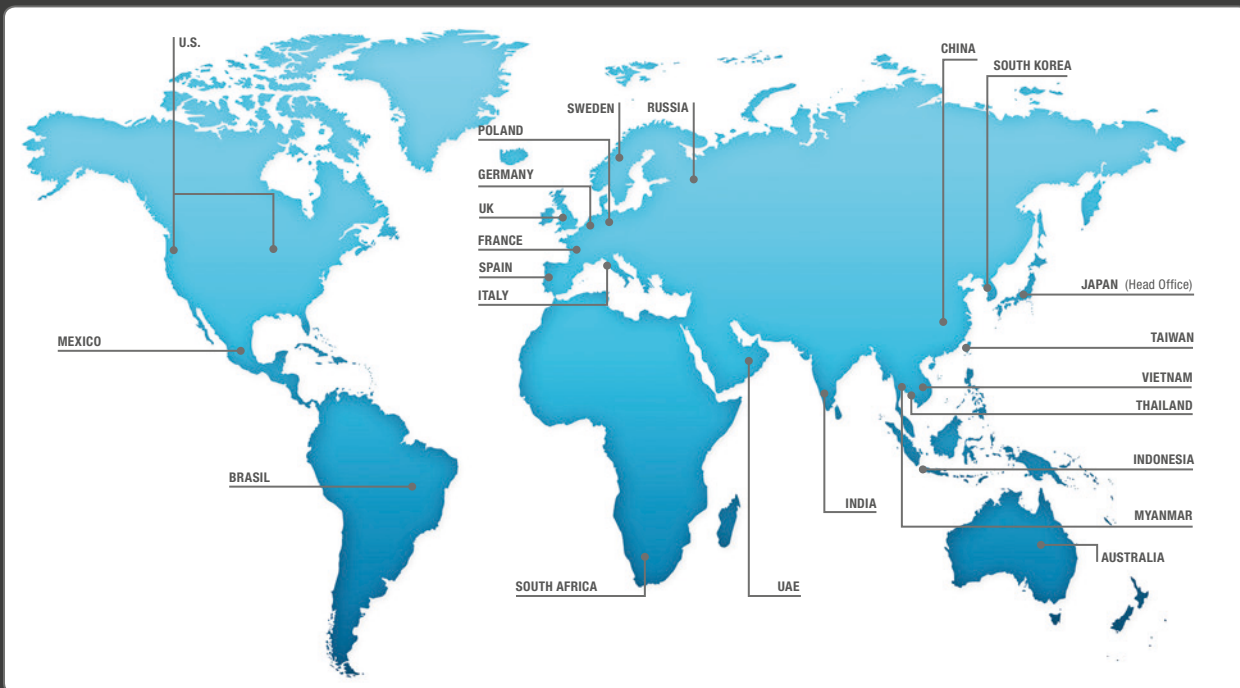 U.S.
CHINA
SOUTH KOREA
SWEDEN
RUSSIA
POLAND
GERMANY
UK
FRANCE
SPAIN
ITALY
JAPAN (Head Office)
MEXICO
TAIWAN
VIETNAM
THAILAND
BRASIL
INDONESIA
INDIA
MYANMAR
AUSTRALIA
SOUTH AFRICA
UAE